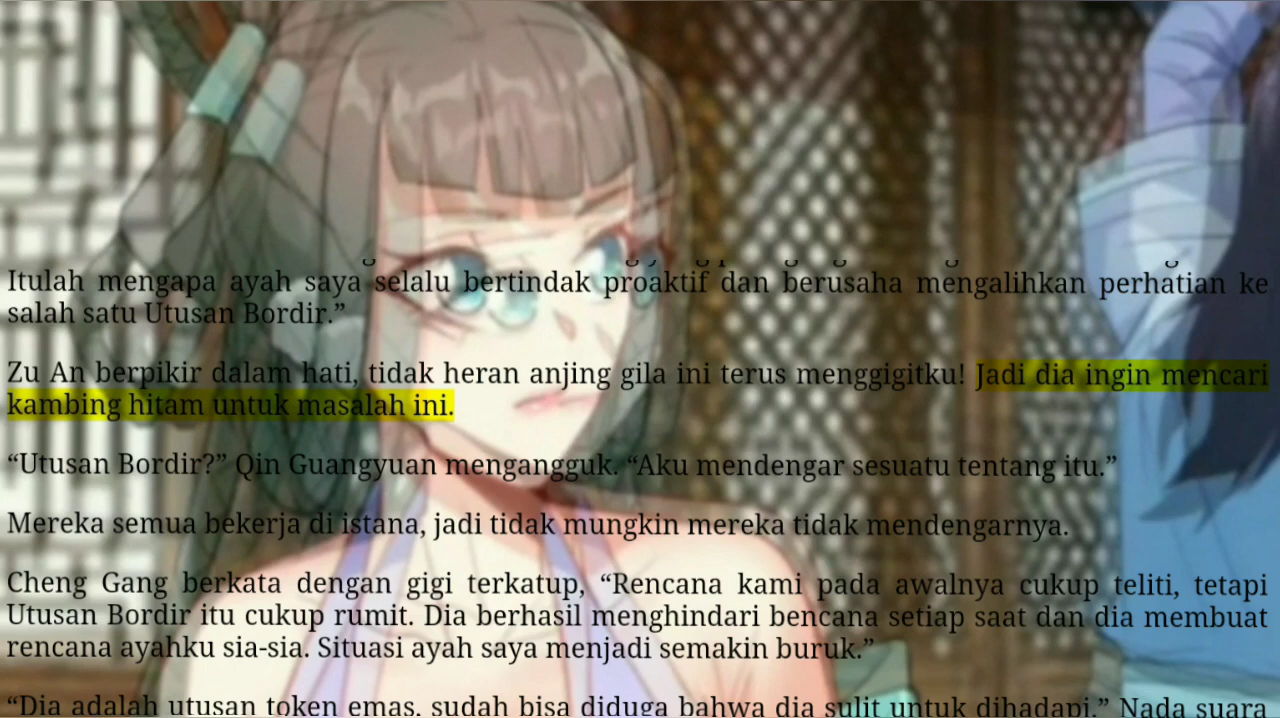 Itulah mengapa ayah saya selalu bertindak proaktif dan berusaha mengalihkan perhatian ke
salah satu Utusan Bordir.”
Zu An berpikir dalam hati, tidak heran anjing gila ini terus menggigitku! Jadi dia ingin mencari
kambing hitam untuk masalah ini.
“Utusan Bordir?” Qin Guangyuan mengangguk. “Aku mendengar sesuatu tentang itu.”
Mereka semua bekerja di istana, jadi tidak mungkin mereka tidak mendengarnya.
Cheng Gang berkata dengan gigi terkatup, “Rencana kami pada awalnya cukup teliti, tetapi
Utusan Bordir itu cukup rumit. Dia berhasil menghindari bencana setiap saat dan dia membuat
rencana ayahku sia-sia. Situasi ayah saya menjadi semakin buruk.”
“Dia adalah utusan token emas, sudah bisa diduga bahwa dia sulit untuk dihadapi.” Nada suara